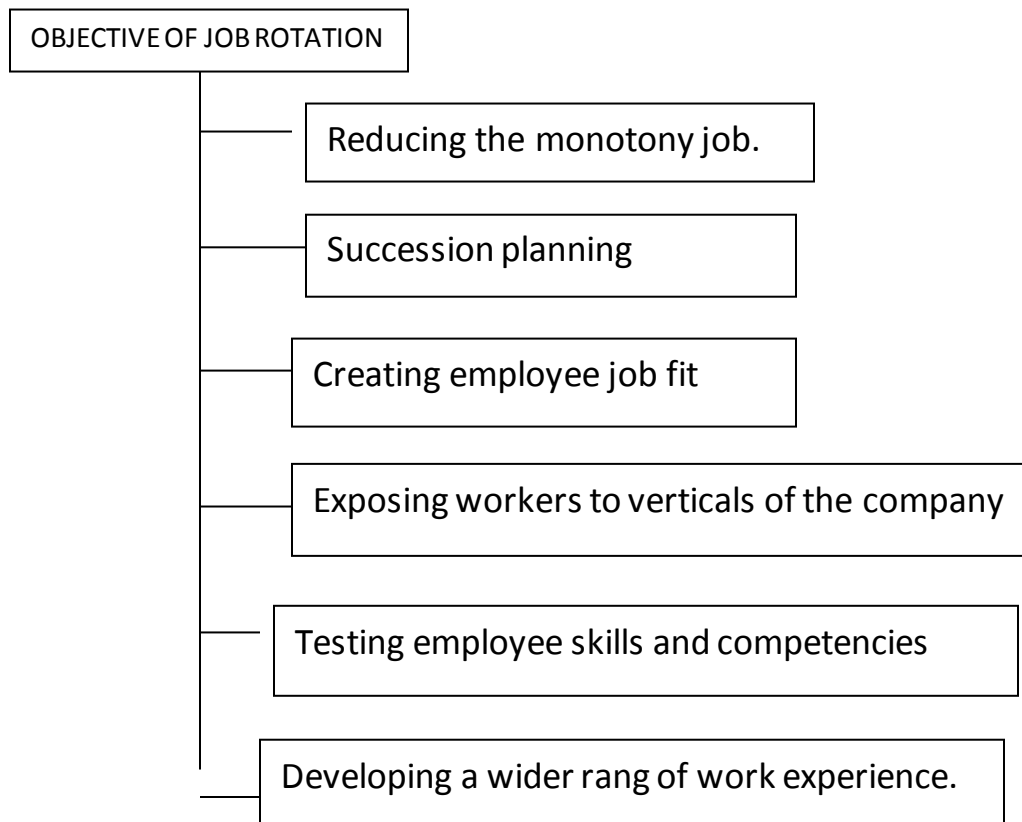 OBJECTIVE OF JOB ROTATION
Reducing the monotony job.
Succession planning
Creating employee job fit
Exposing workers to verticals of the company
Testing employee skills and competencies
Developing a wider rang of work experience.